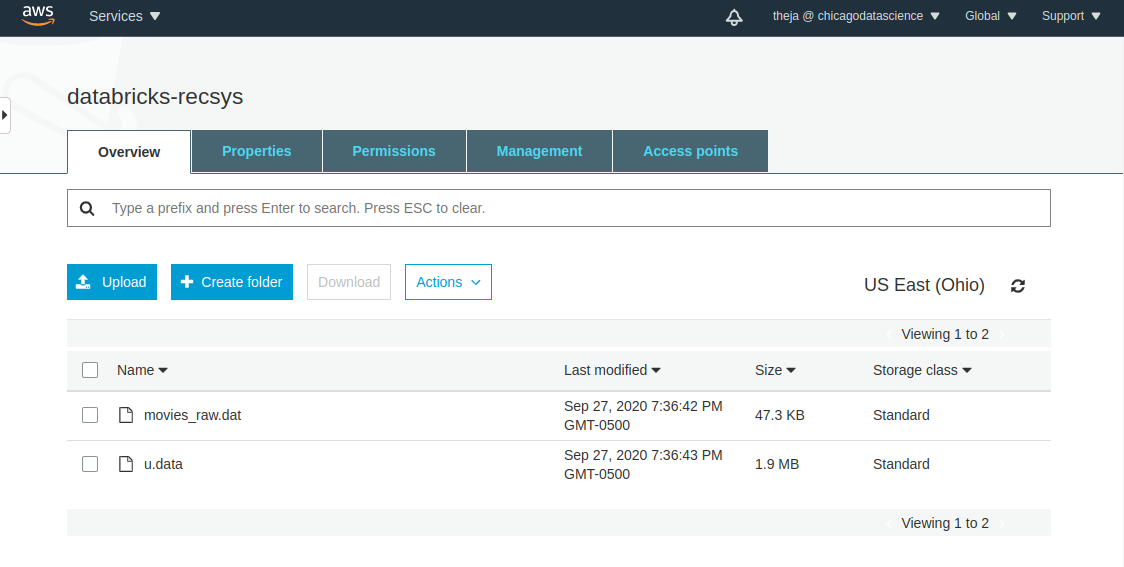 aws Services theja @ chicagodatascience Global Support
databricks-recsys
Overview Properties Permissions Management Access points
Type a prefix and press Enter to search. Press ESC to clear.
Upload Create folder Download Actions US East (Ohio)
Viewing 1 to 2
Name Last modified Size Storage class
movies_raw.dat Sep 27, 2020 7:36:42 PM 47.3 KB Standard
GMT-0500
u.data Sep 27, 2020 7:36:43 PM 1.9 MB Standard
GMT-0500
Viewing 1 to 2